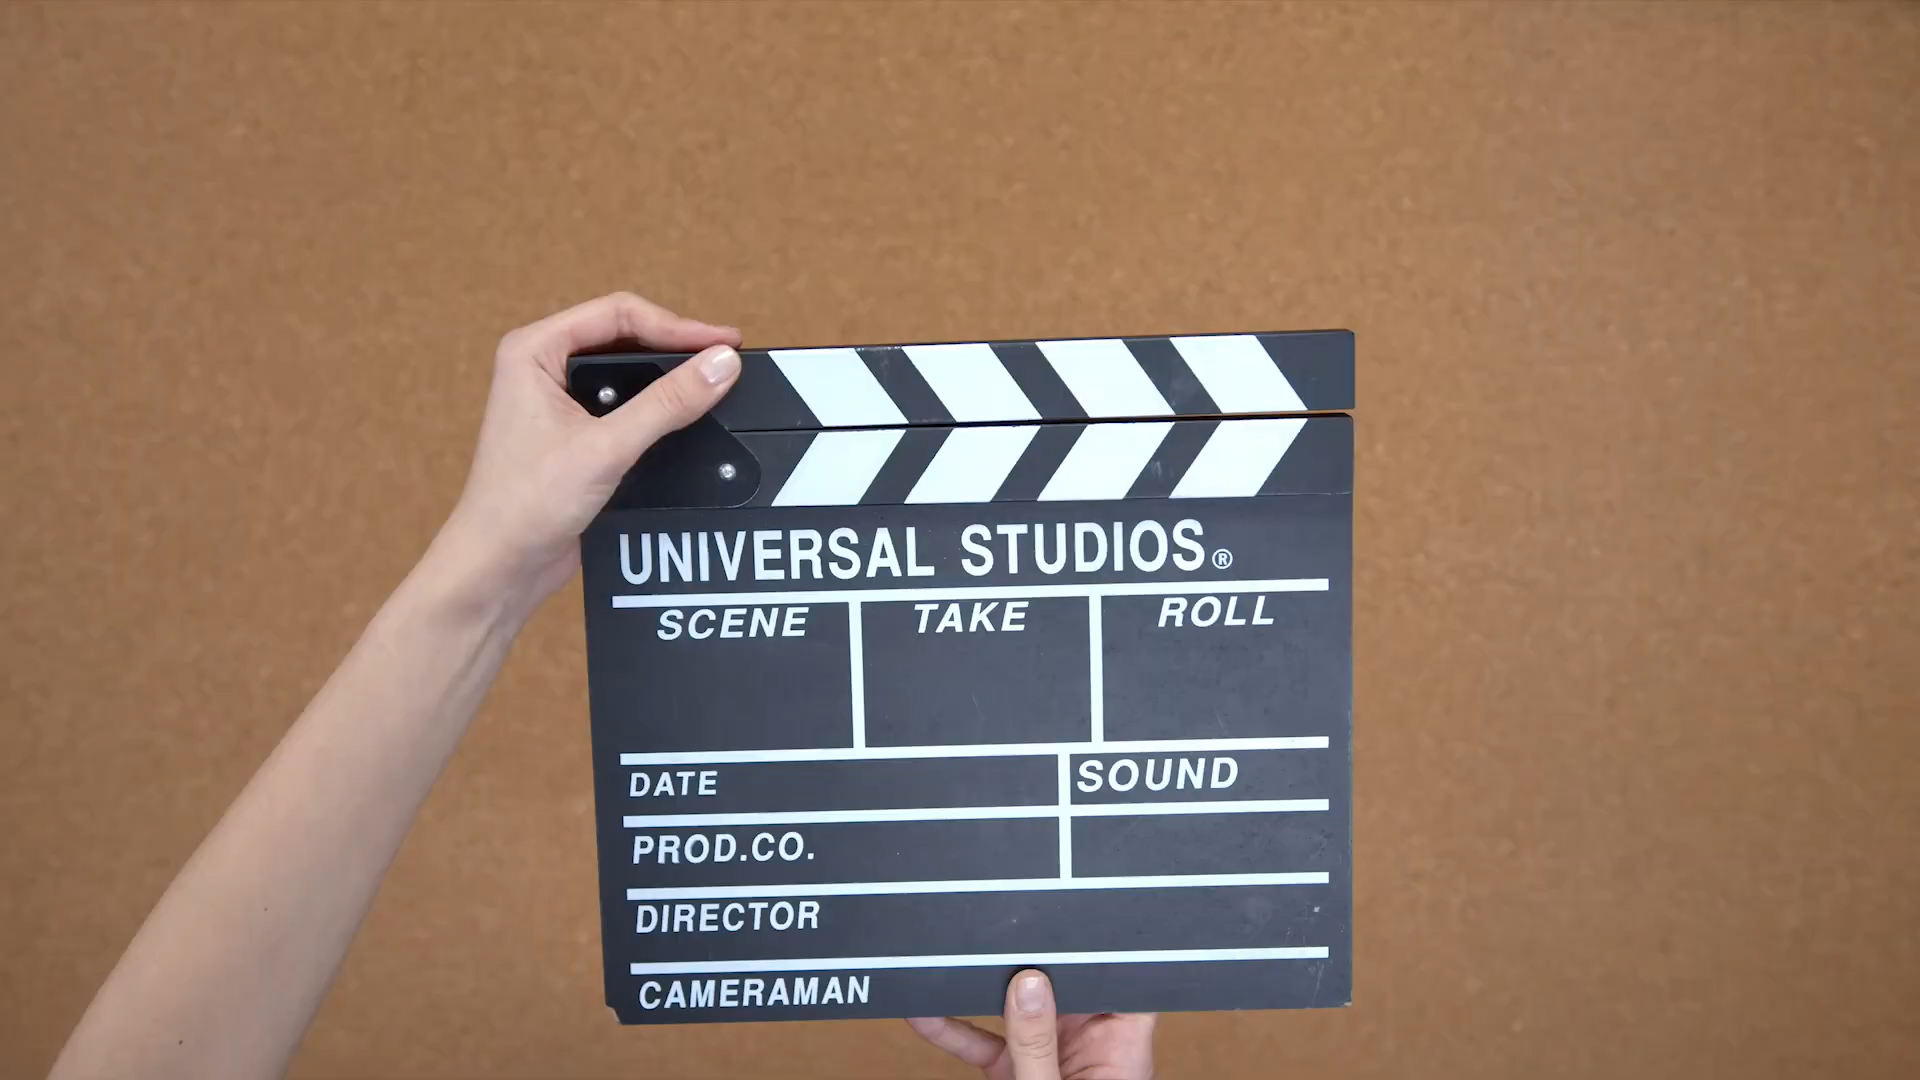 UNIVERSAL STUDIOS®
SCENE TAKE ROLL
DATE SOUND
PROD.CO.
DIRECTOR
CAMERAMAN